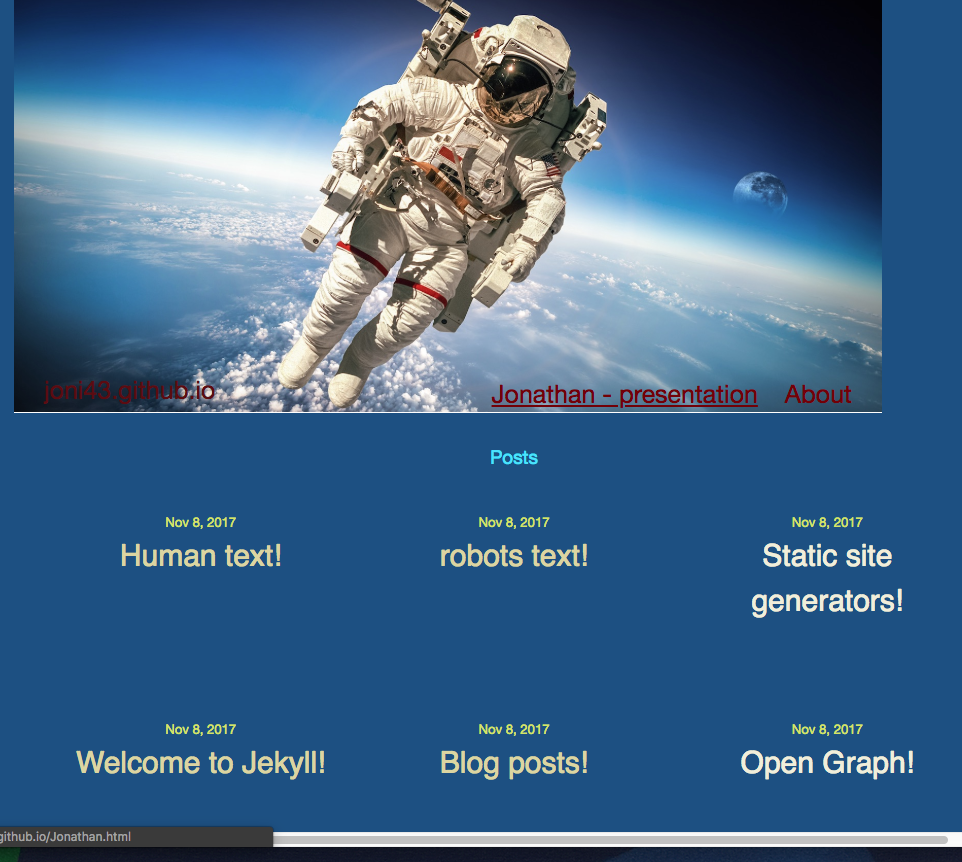 joni43.github.io
Jonathan - presentation
About
Posts
Nov 8, 2017
Human text!
Nov 8, 2017
robots text!
Nov 8, 2017
Static site
generators!
Nov 8, 2017
Welcome to Jekyll!
Nov 8, 2017
Blog posts!
Nov 8, 2017
Open Graph!
github.io/Jonathan.html